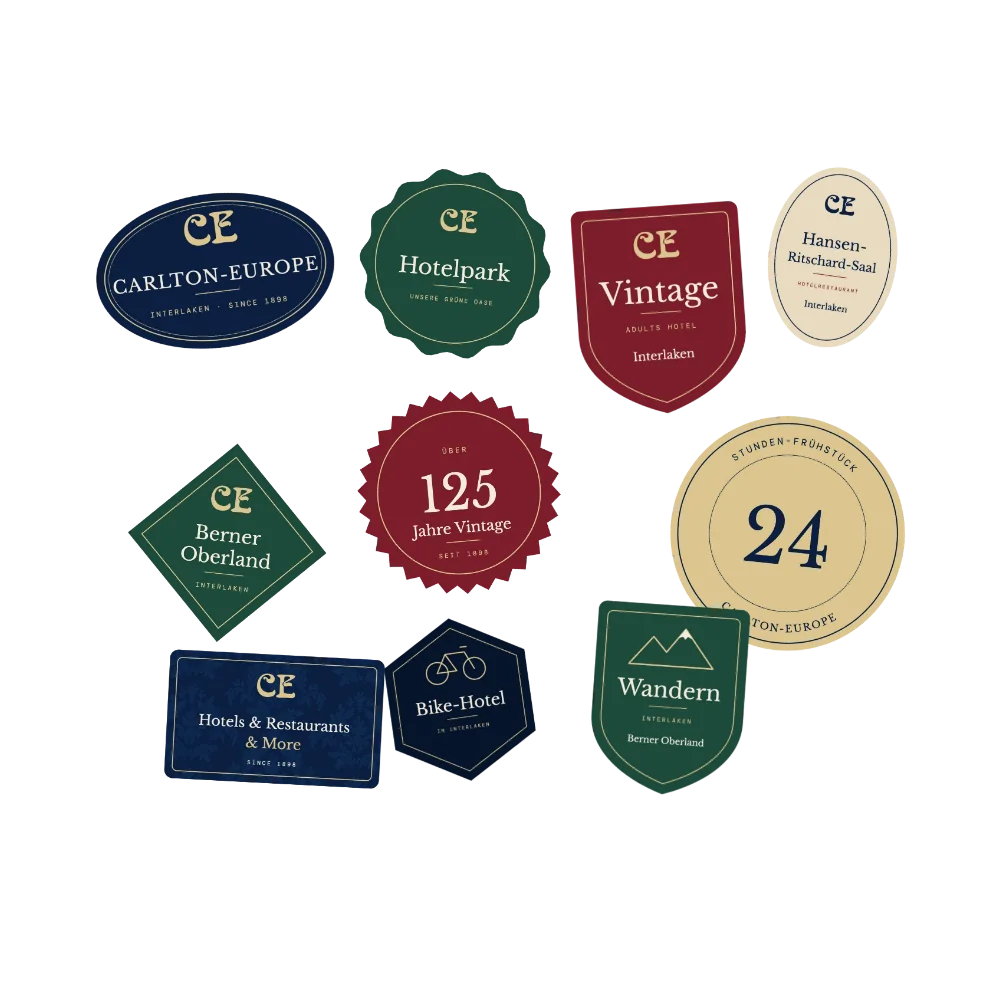 CE
CARLTON-EUROPE
INTERLAKEN · SINCE 1898
CE
Hotelpark
UNSERE GRÜNE OASE
CE
Vintage
ADULTS HOTEL
Interlaken
CE
Hansen-
Ritschard-Saal
HOTELRESTAURANT
Interlaken
CE
Berner
Oberland
INTERLAKEN
ÜBER
125
Jahre Vintage
SEIT 1898
STUNDEN-FRÜHSTÜCK
24
TON-EUROPE
CE
Hotels & Restaurants
& More
SINCE 1898
Bike-Hotel
IN INTERLAKEN
Wandern
INTERLAKEN
Berner Oberland